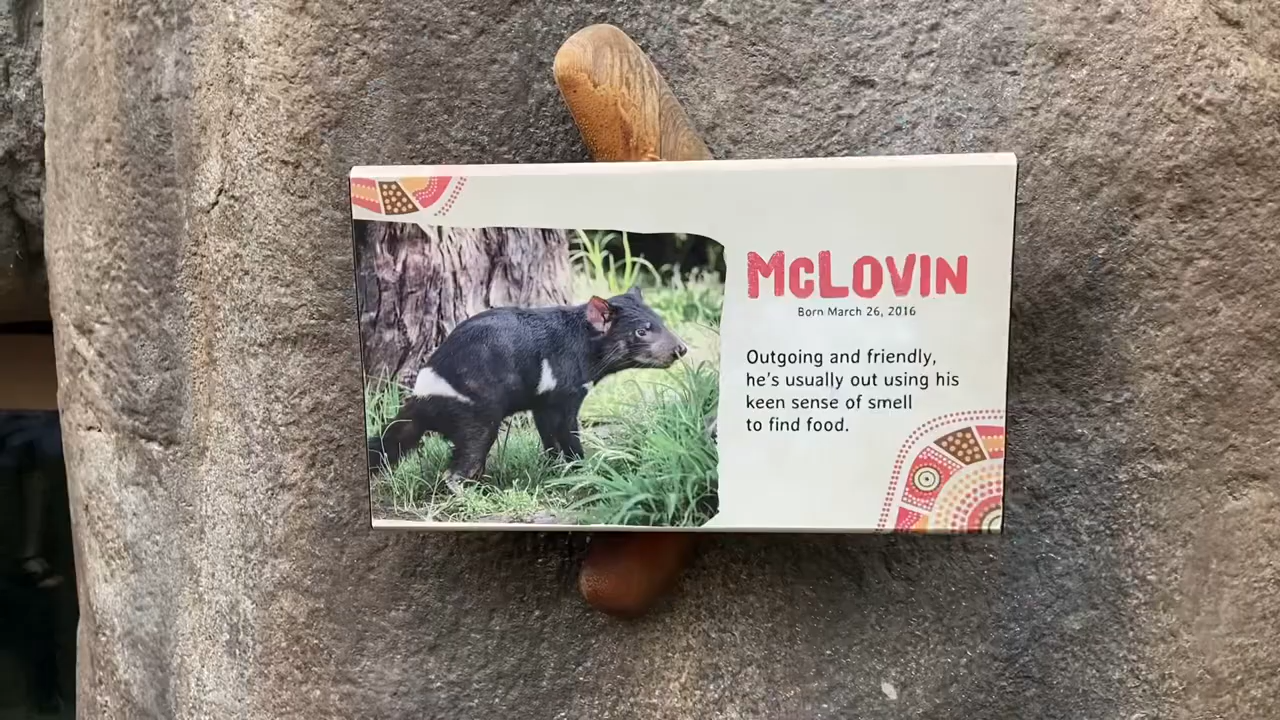 McLovin
Born March 26, 2016
Outgoing and friendly,
he's usually out using his
keen sense of smell
to find food.